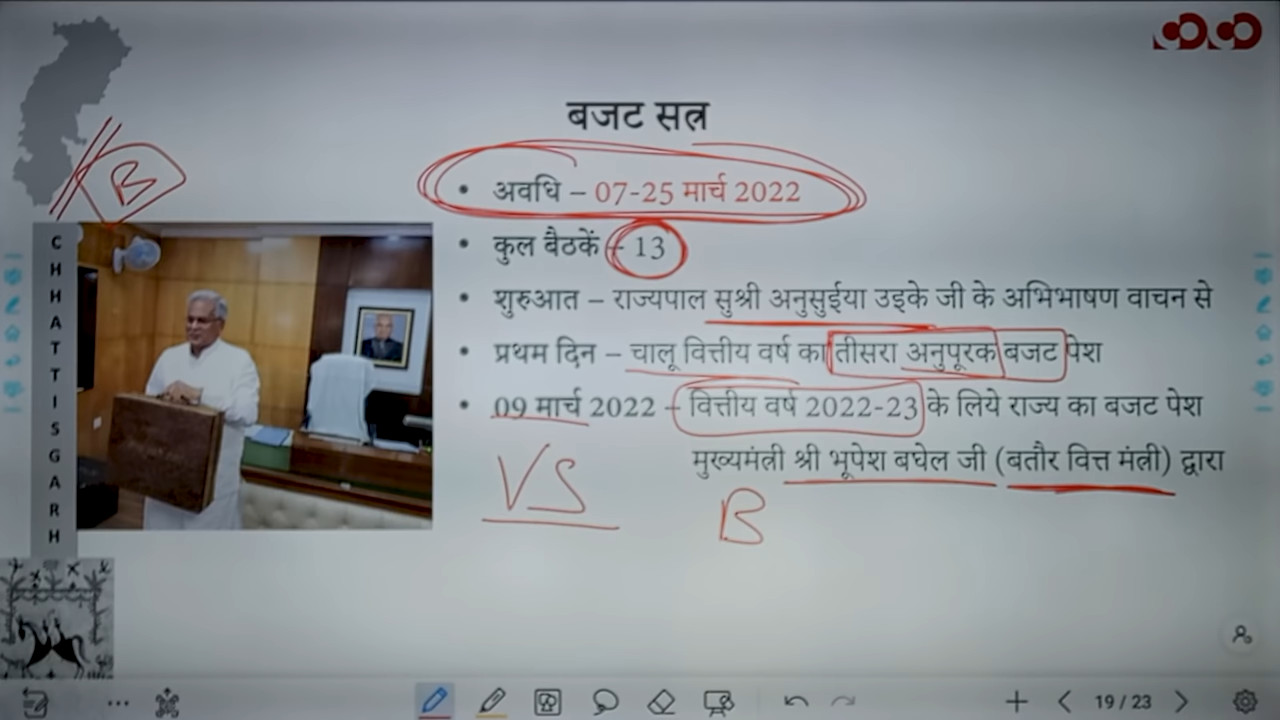 बजट सत्र
• अवधि – 07-25 मार्च 2022
• कुल बैठकें – 13
• शुरुआत – राज्यपाल सुश्री अनुसुईया उइके जी के अभिभाषण वाचन से
• प्रथम दिन – चालू वित्तीय वर्ष का तीसरा अनुपूरक बजट पेश
• 09 मार्च 2022 – वित्तीय वर्ष 2022-23 के लिये राज्य का बजट पेश
मुख्यमंत्री श्री भूपेश बघेल जी (बतौर वित्त मंत्री) द्वारा
B
CHHATTISGARH
VS
B
19 / 23